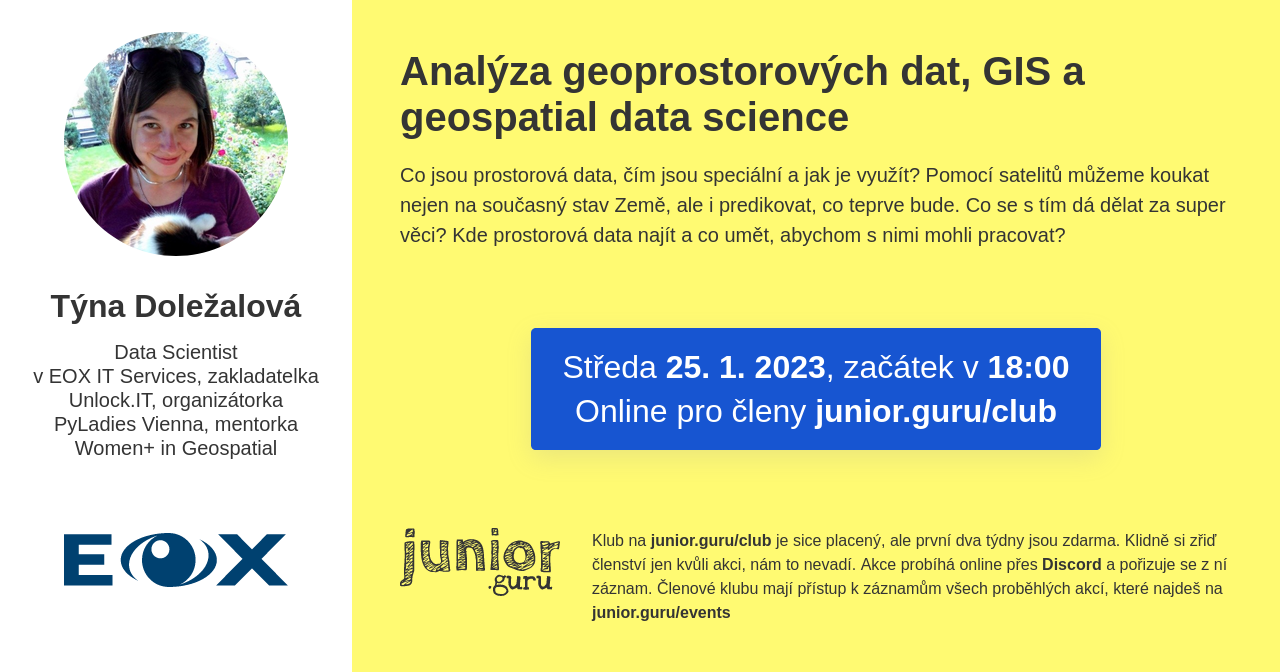 Týna Doležalová
Data Scientist
v EOX IT Services, zakladatelka
Unlock.IT, organizátorka
PyLadies Vienna, mentorka
Women+ in Geospatial
EOX
Analýza geoprostorových dat, GIS a
geospatial data science
Co jsou prostorová data, čím jsou speciální a jak je využít? Pomocí satelitů můžeme koukat
nejen na současný stav Země, ale i predikovat, co teprve bude. Co se s tím dá dělat za super
věci? Kde prostorová data najít a co umět, abychom s nimi mohli pracovat?
Středa 25. 1. 2023, začátek v 18:00
Online pro členy junior.guru/club
junior
.guru
Klub na junior.guru/club je sice placený, ale první dva týdny jsou zdarma. Klidně si zřiď
členství jen kvůli akci, nám to nevadí. Akce probíhá online přes Discord a pořizuje se z ní
záznam. Členové klubu mají přístup k záznamům všech proběhlých akcí, které najdeš na
junior.guru/events